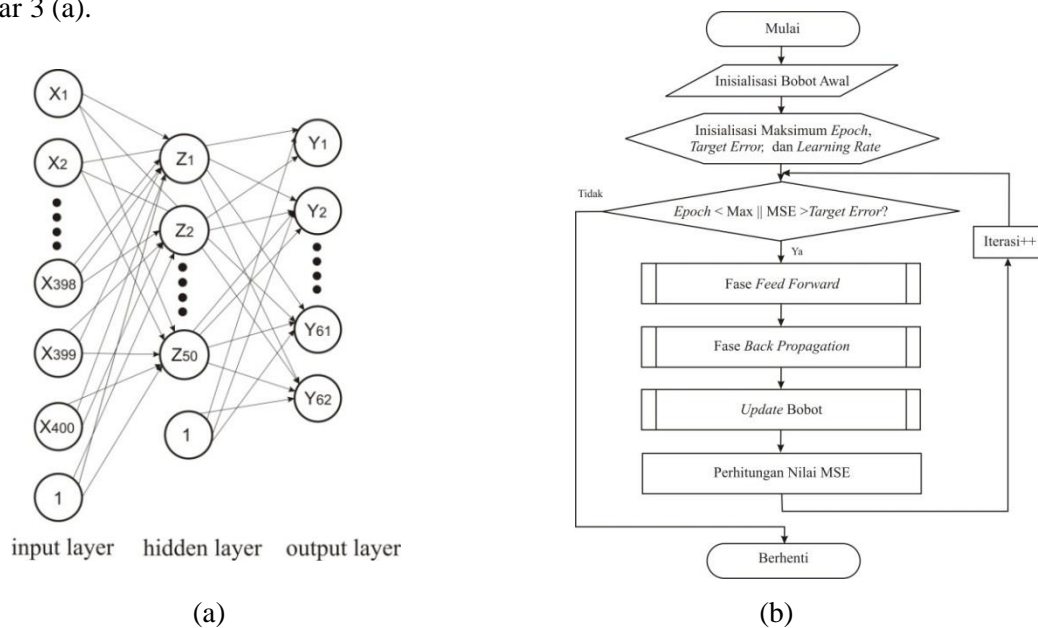 ar 3 (a).
X1
X2
X398
X399
X400
1
Z1
Z2
Z50
1
Y1
Y2
Y61
Y62
input layer hidden layer output layer
(a)
Mulai
Inisialisasi Bobot Awal
Inisialisasi Maksimum Epoch,
Target Error, dan Learning Rate
Tidak
Epoch < Max || MSE >Target Error?
Ya
Iterasi++
Fase Feed Forward
Fase Back Propagation
Update Bobot
Perhitungan Nilai MSE
Berhenti
(b)